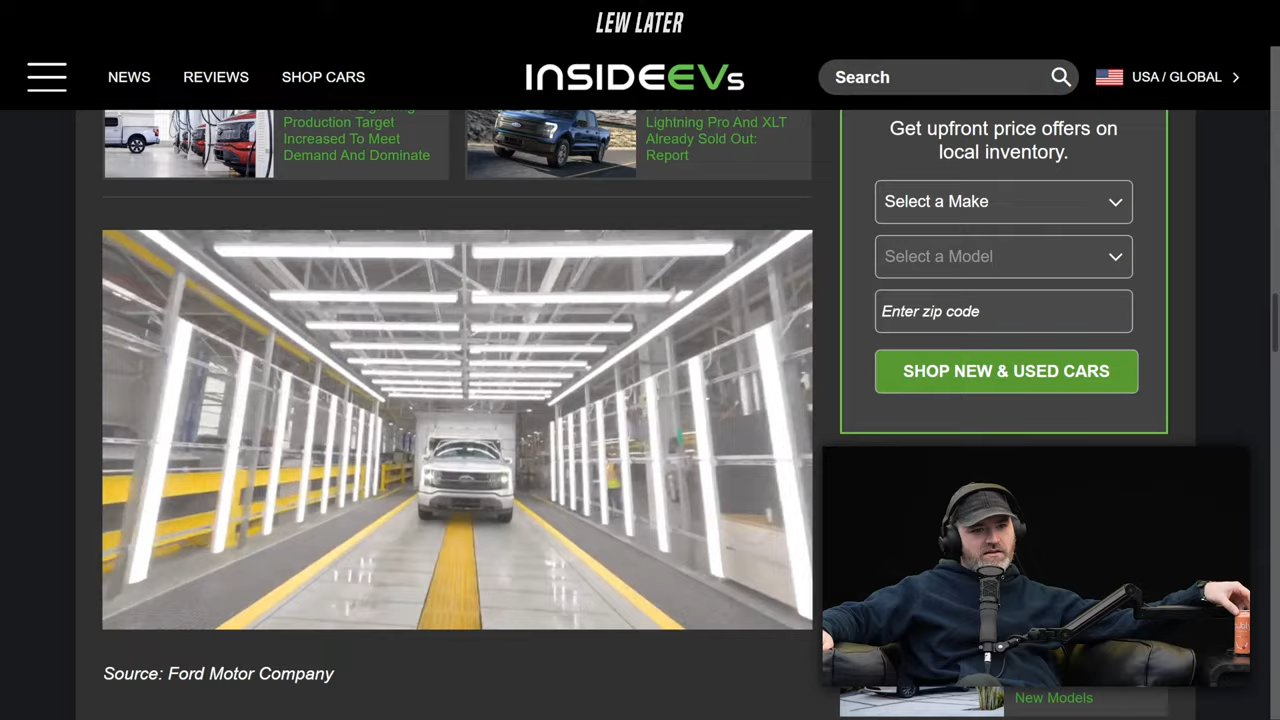 LEW LATER
NEWS
REVIEWS
SHOP CARS
INSIDEEVs
Search
USA / GLOBAL
Lightning
Production Target
Increased To Meet
Demand And Dominate
Lightning Pro And XLT
Already Sold Out:
Report
Get upfront price offers on
local inventory.
Select a Make
Select a Model
Enter zip code
SHOP NEW & USED CARS
Source: Ford Motor Company
New Models